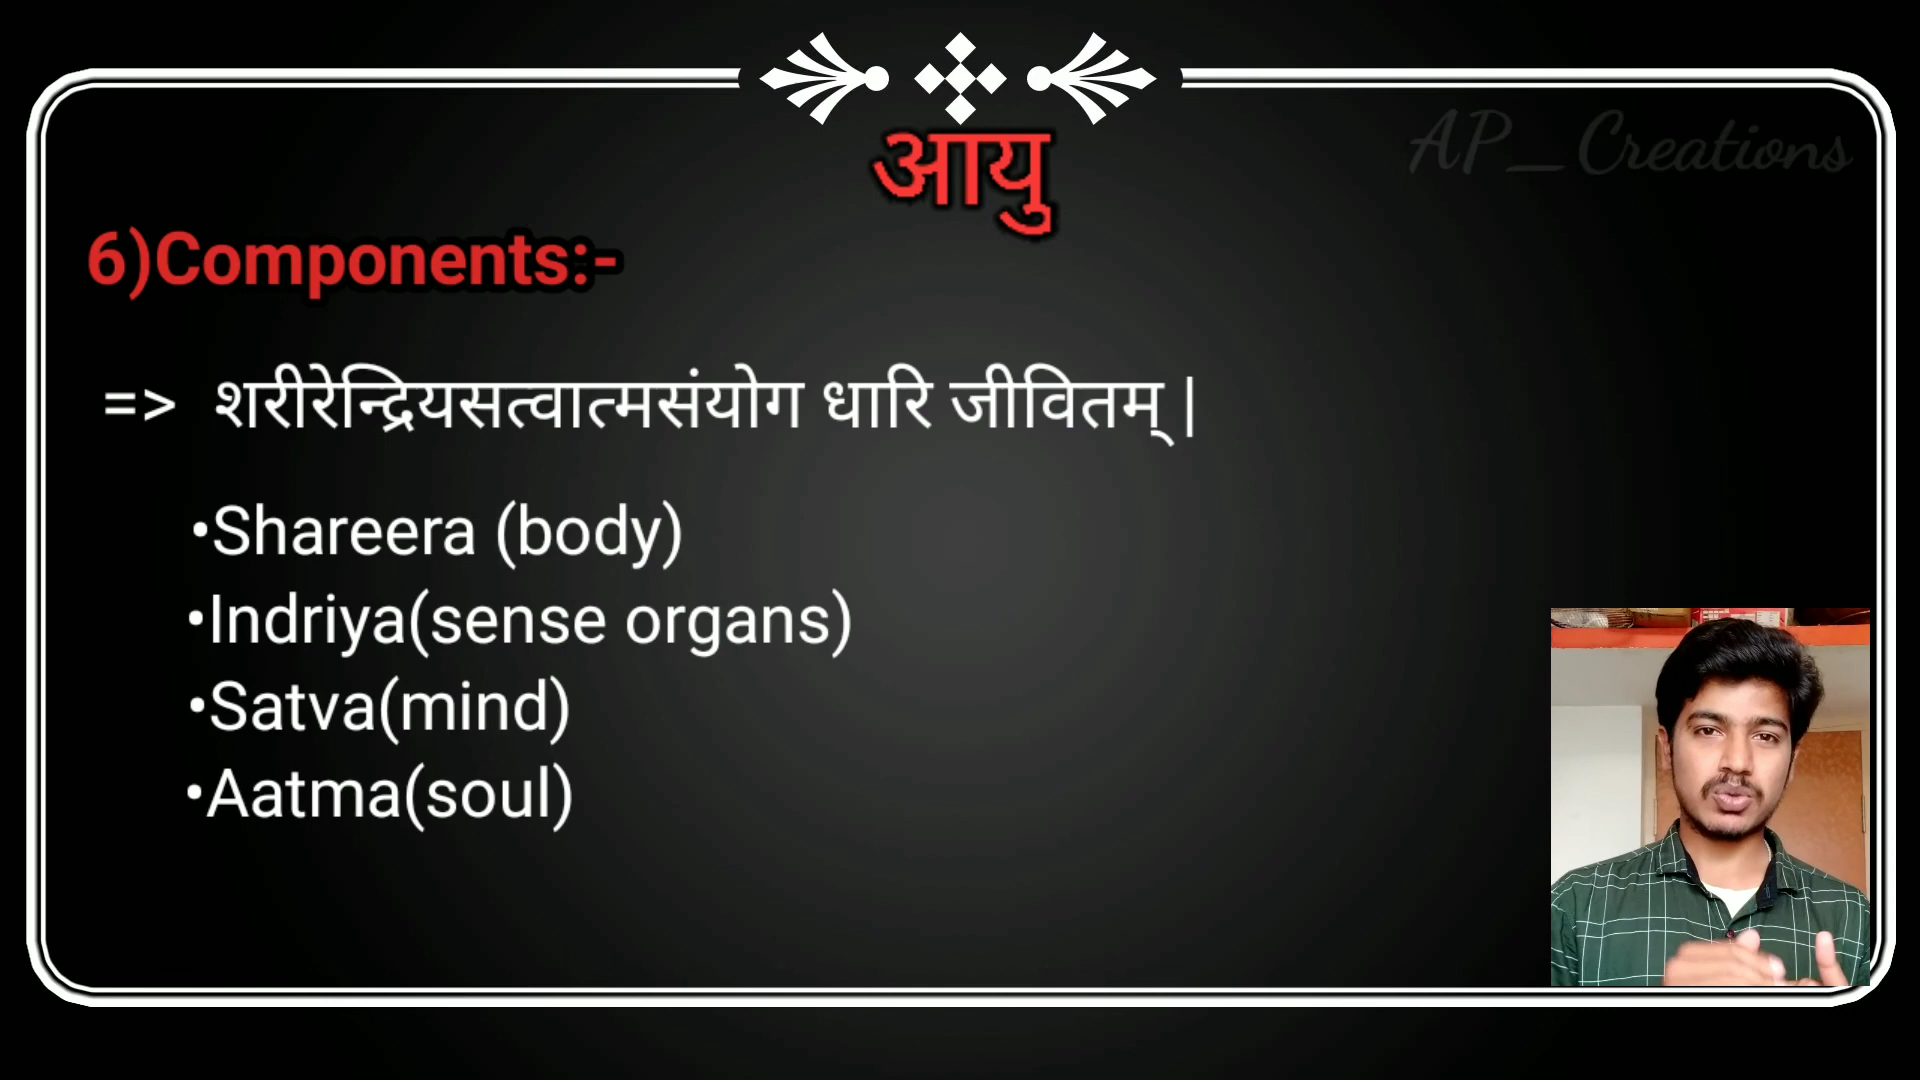 AP_Creations
आयु
6)Components:-
=> शरीरेन्द्रियसत्वात्मसंयोग धारि जीवितम् |
•Shareera (body)
•Indriya(sense organs)
•Satva(mind)
•Aatma(soul)